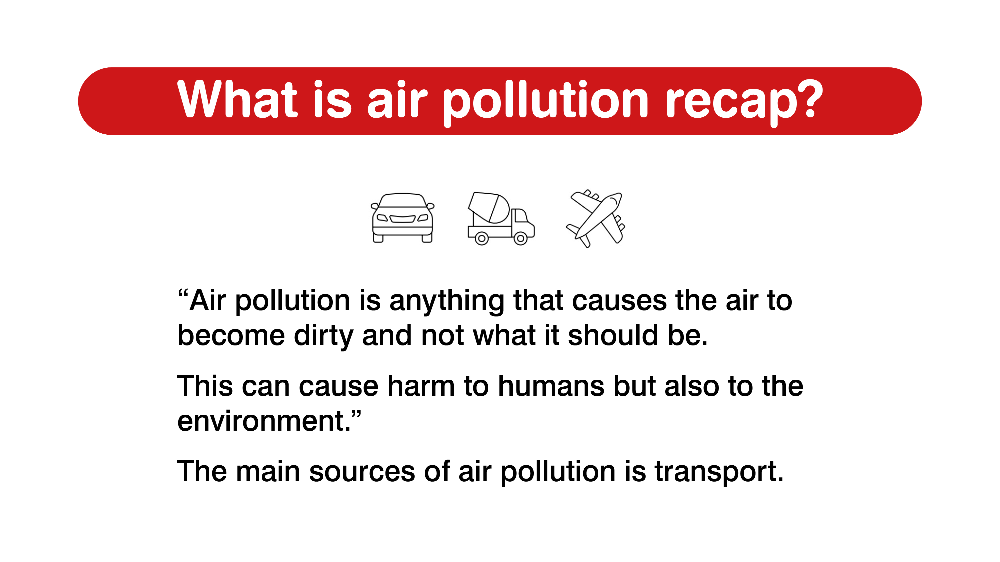 What is air pollution recap?
“Air pollution is anything that causes the air to
become dirty and not what it should be.
This can cause harm to humans but also to the
environment.”
The main sources of air pollution is transport.